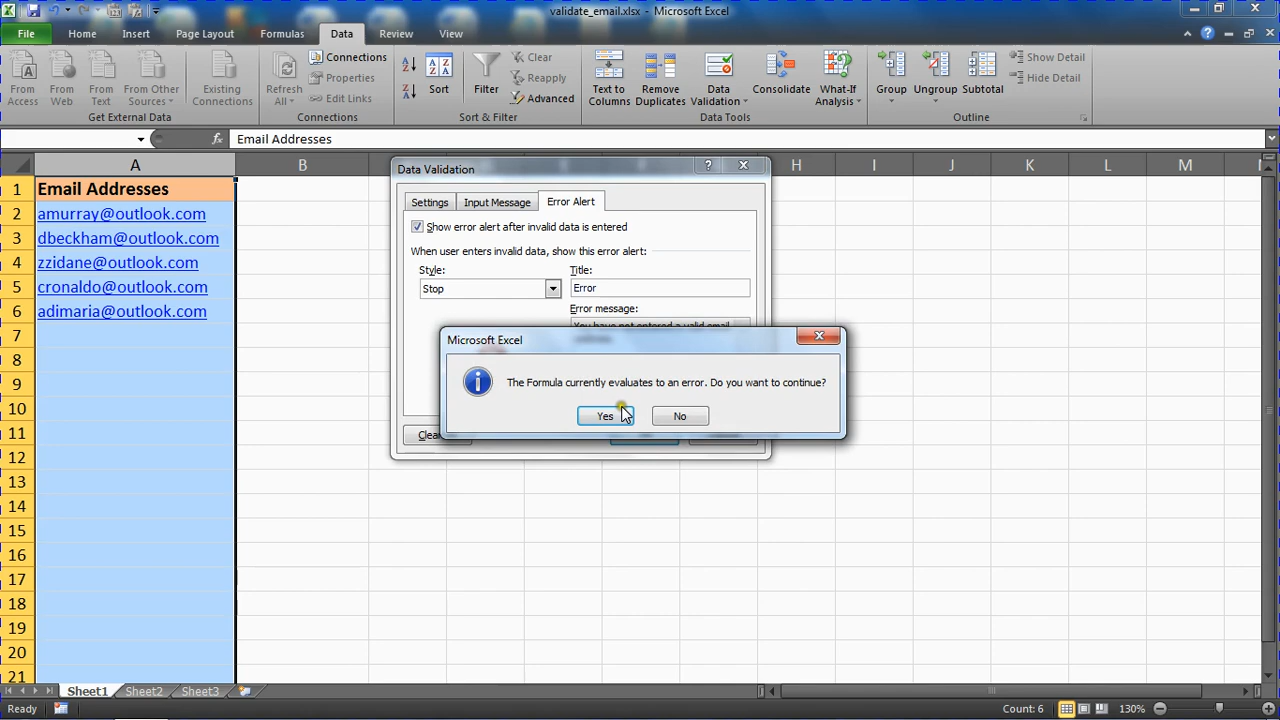 validate_email.xlsx - Microsoft Excel
File Home Insert Page Layout Formulas Data Review View
From Access
From Web
From Text
From Other Sources
Existing Connections
Get External Data
Refresh All
Connections
Properties
Edit Links
Connections
Sort
Filter
Clear
Reapply
Advanced
Sort & Filter
Text to Columns
Remove Duplicates
Data Validation
Consolidate
What-If Analysis
Data Tools
Group
Ungroup
Subtotal
Show Detail
Hide Detail
Outline
fx Email Addresses
A B H I J K L M
1 Email Addresses
2 amurray@outlook.com
3 dbeckham@outlook.com
4 zzidane@outlook.com
5 cronaldo@outlook.com
6 adimaria@outlook.com
7
8
9
10
11
12
13
14
15
16
17
18
19
20
21
Data Validation
Settings Input Message Error Alert
Show error alert after invalid data is entered
When user enters invalid data, show this error alert:
Style: Title:
Stop Error
Error message:
You have not entered a valid email
Microsoft Excel
The Formula currently evaluates to an error. Do you want to continue?
Yes No
Sheet1 Sheet2 Sheet3
Ready Count: 6 130%